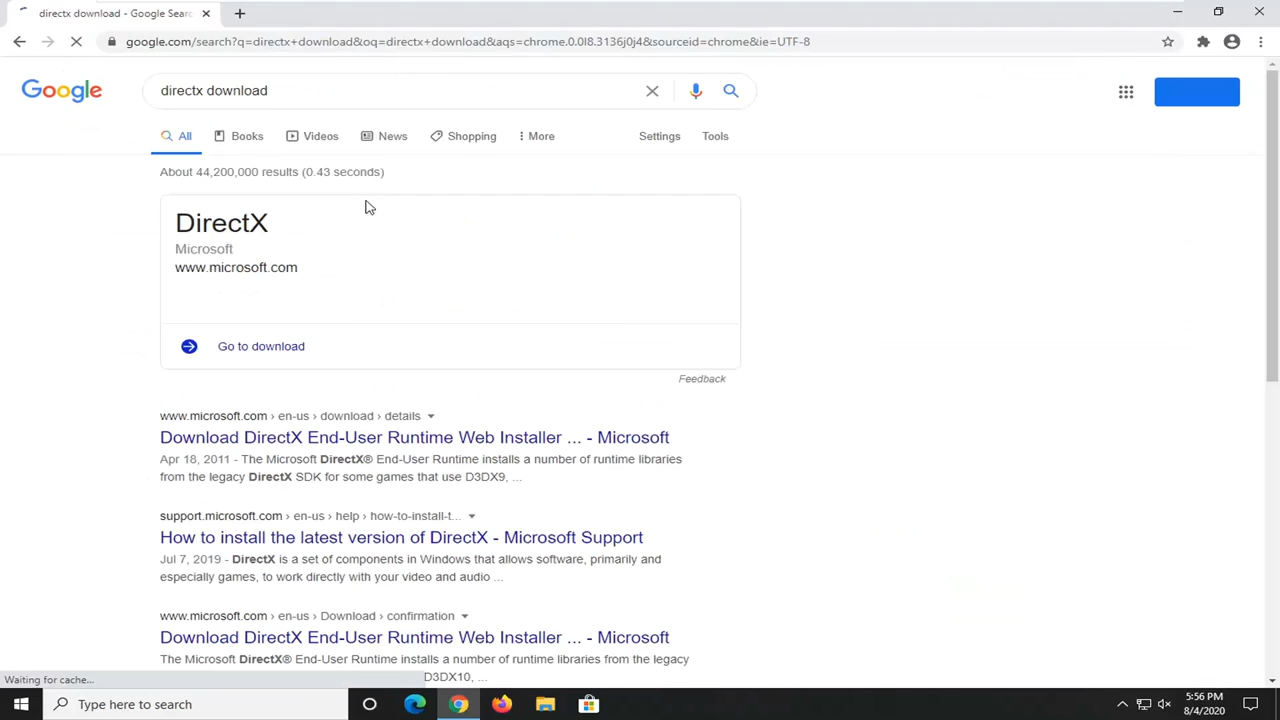 directx download - Google Sear
google.com/search?q=directx+download&oq=directx+download&aqs=chrome.0.0l8.3136j0j4&sourceid=chrome&ie=UTF-8
Google
directx download
All
Books
Videos
News
Shopping
More
Settings
Tools
About 44,200,000 results (0.43 seconds)
DirectX
Microsoft
www.microsoft.com
Go to download
Feedback
www.microsoft.com › en-us › download › details
Download DirectX End-User Runtime Web Installer ... - Microsoft
Apr 18, 2011 - The Microsoft DirectX® End-User Runtime installs a number of runtime libraries
from the legacy DirectX SDK for some games that use D3DX9, ...
support.microsoft.com › en-us › help › how-to-install-t...
How to install the latest version of DirectX - Microsoft Support
Jul 7, 2019 - DirectX is a set of components in Windows that allows software, primarily and
especially games, to work directly with your video and audio ...
www.microsoft.com › en-us › Download › confirmation
Download DirectX End-User Runtime Web Installer ... - Microsoft
The Microsoft DirectX® End-User Runtime installs a number of runtime libraries from the legacy
D3DX10, ...
Waiting for cache...
Type here to search
5:56 PM
8/4/2020